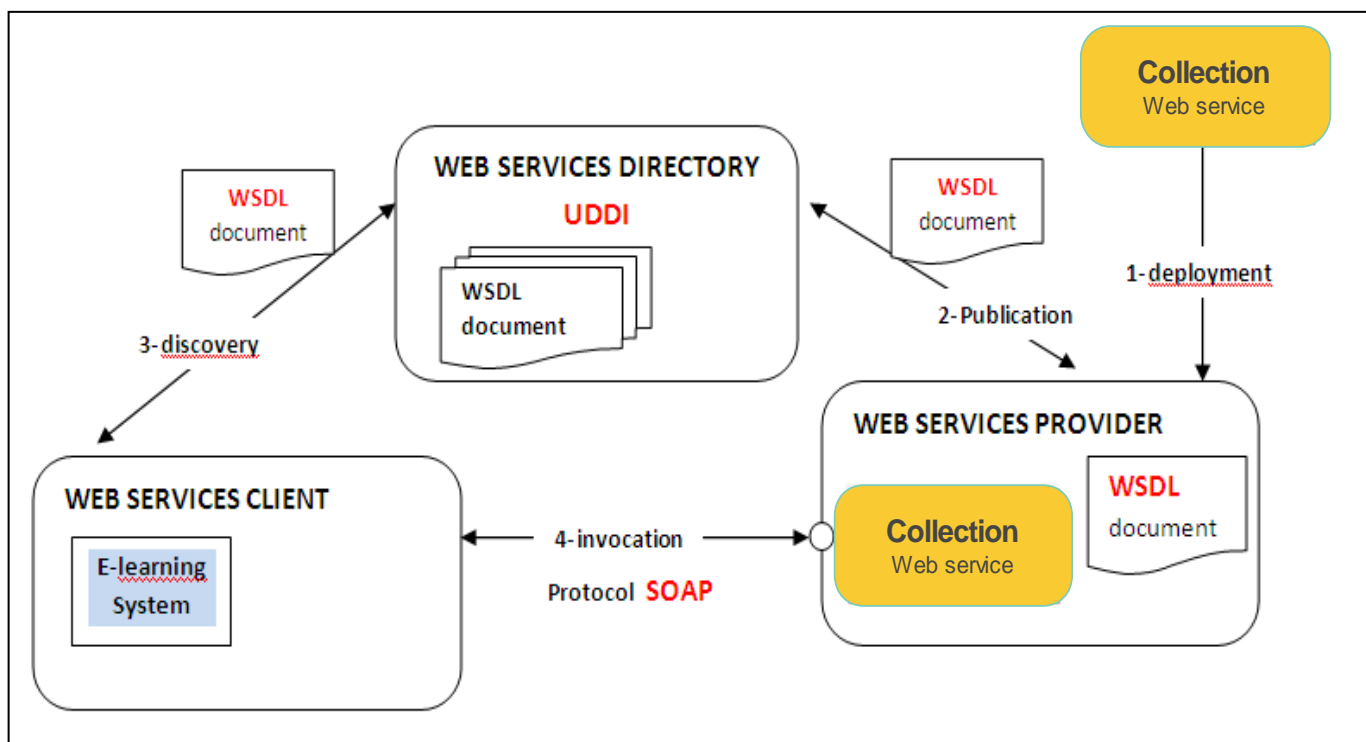 Collection
Web service
WEB SERVICES DIRECTORY
UDDI
WSDL
document
WSDL
document
WSDL
document
1-deployment
2-Publication
3-discovery
WEB SERVICES PROVIDER
Collection
Web service
WSDL
document
WEB SERVICES CLIENT
E-learning
System
4-invocation
Protocol SOAP